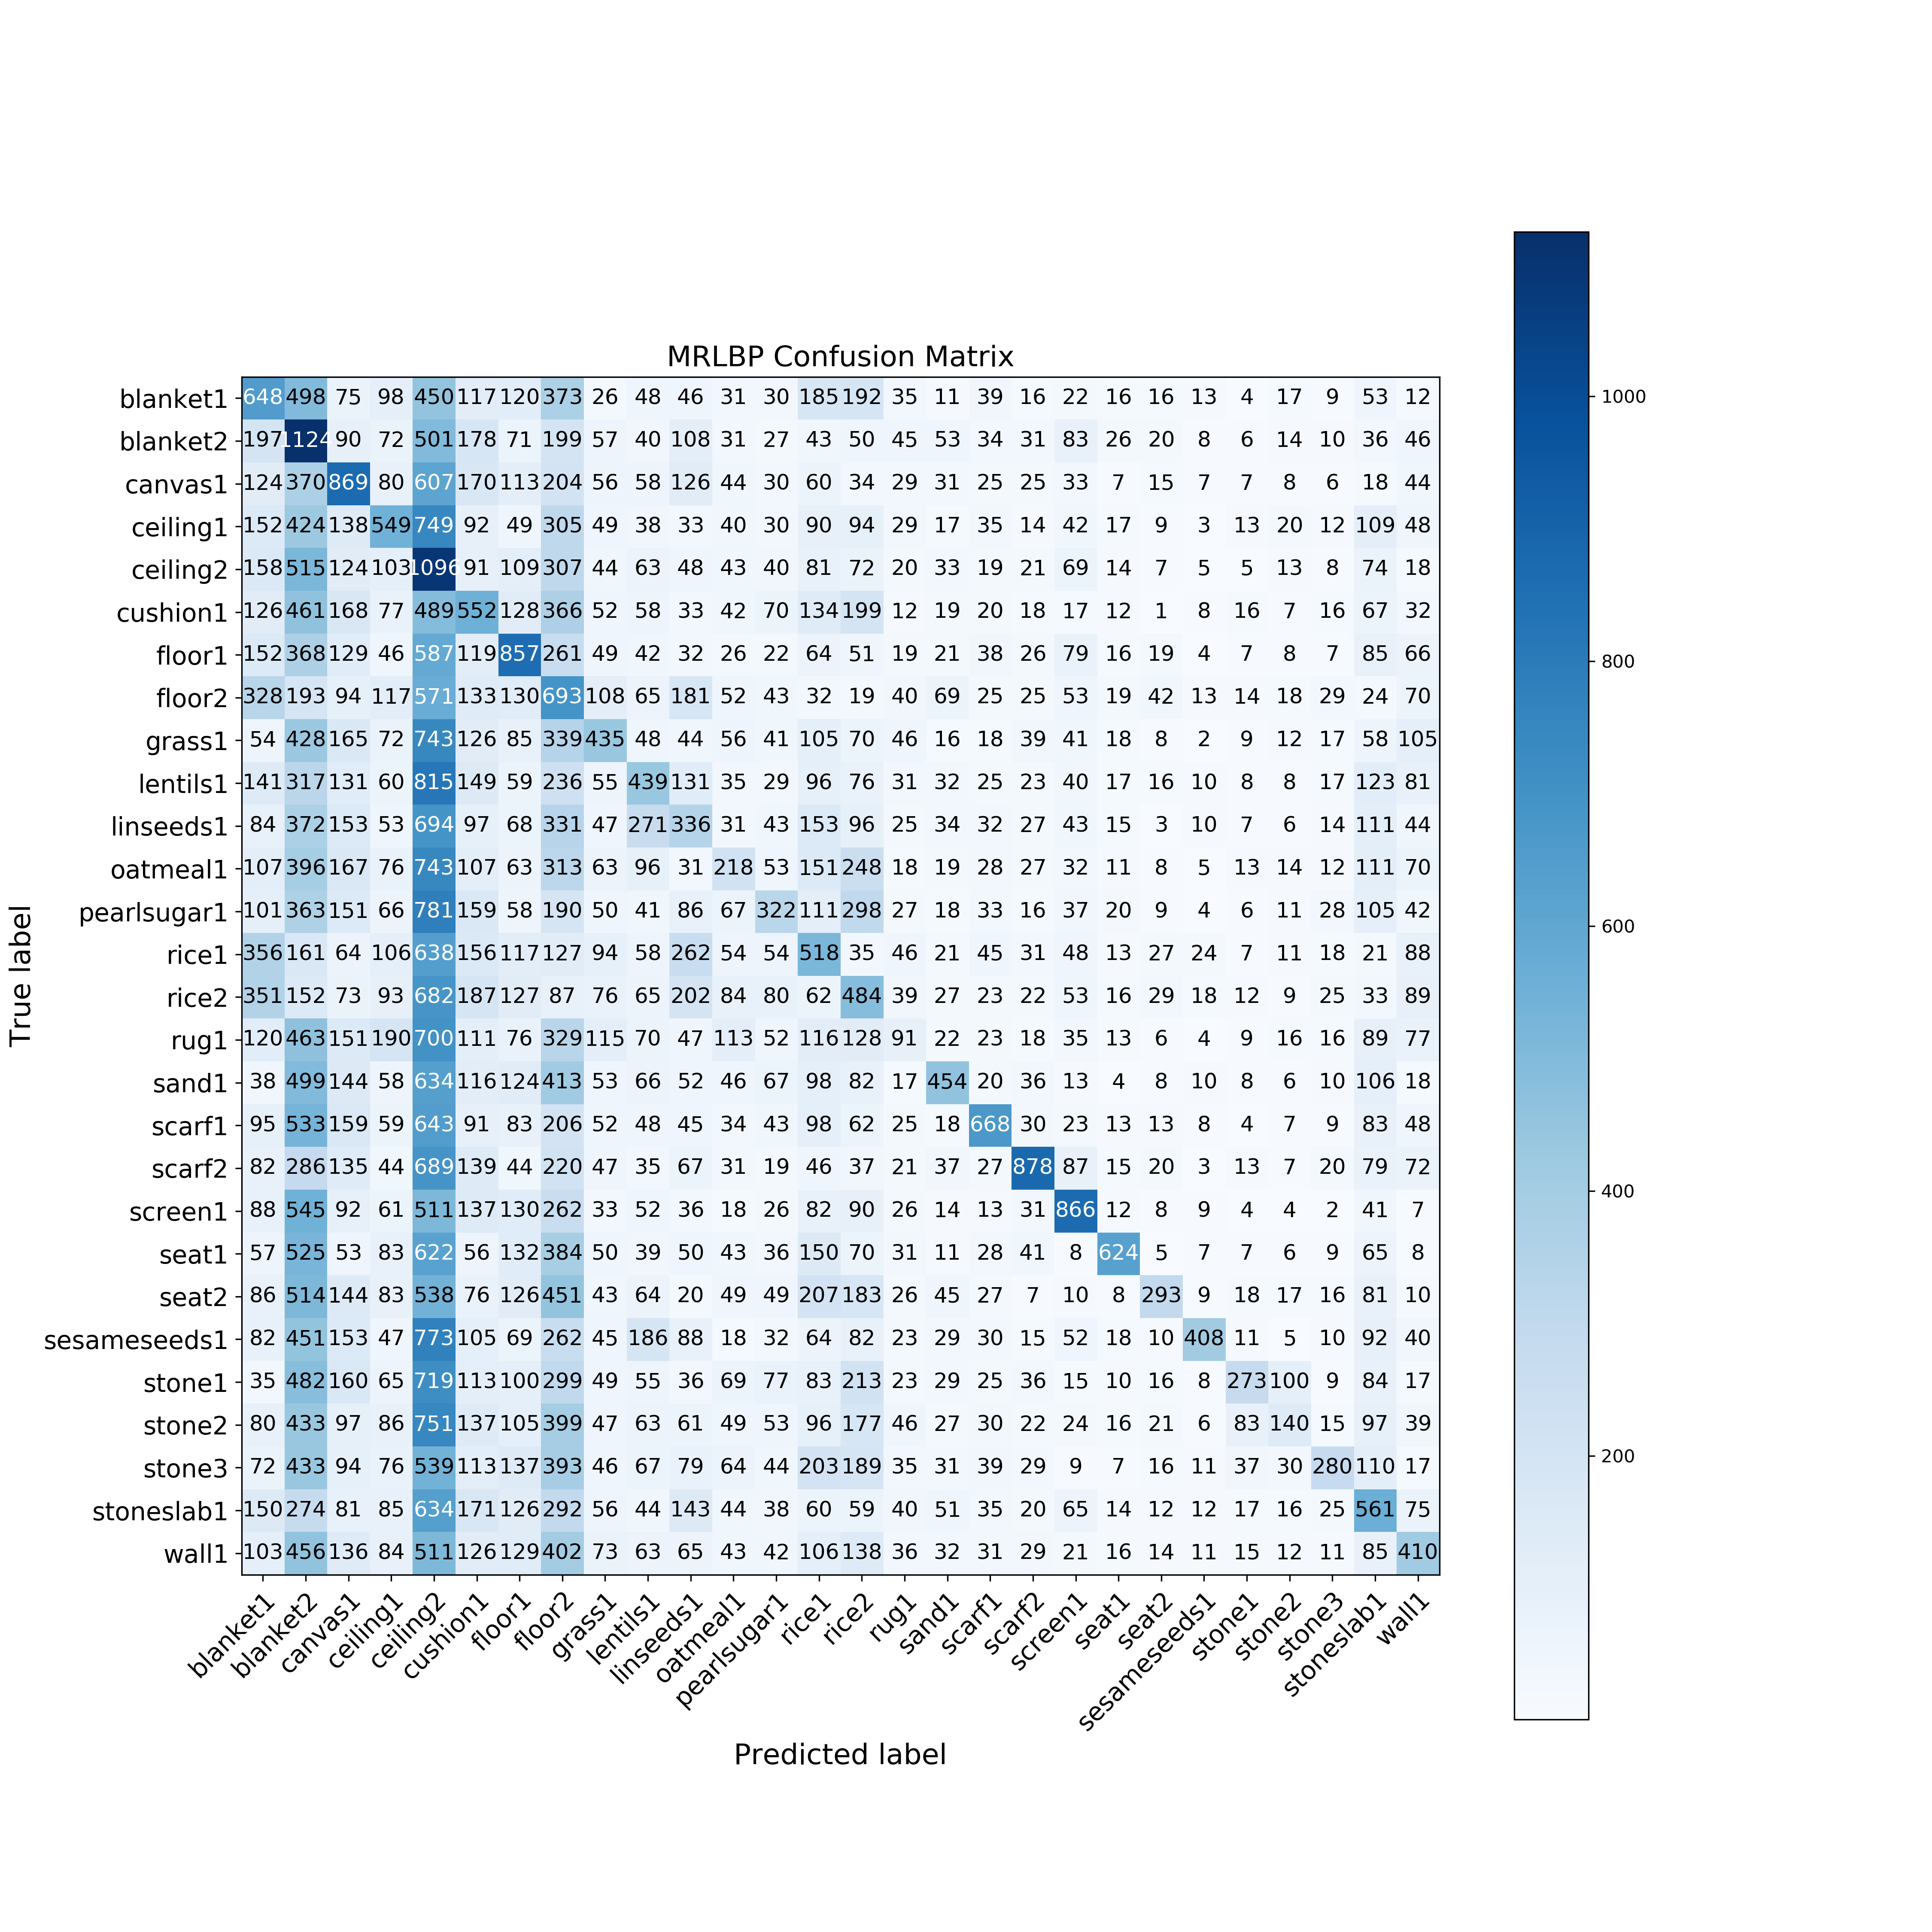 MRLBP Confusion Matrix
blanket1 648 498 75 98 450 117 120 373 26 48 46 31 30 185 192 35 11 39 16 22 16 16 13 4 17 9 53 12
blanket2 197 1124 90 72 501 178 71 199 57 40 108 31 27 43 50 45 53 34 31 83 26 20 8 6 14 10 36 46
canvas1 124 370 869 80 607 170 113 204 56 58 126 44 30 60 34 29 31 25 25 33 7 15 7 7 8 6 18 44
ceiling1 152 424 138 549 749 92 49 305 49 38 33 40 30 90 94 29 17 35 14 42 17 9 3 13 20 12 109 48
ceiling2 158 515 124 103 1096 91 109 307 44 63 48 43 40 81 72 20 33 19 21 69 14 7 5 5 13 8 74 18
cushion1 126 461 168 77 489 552 128 366 52 58 33 42 70 134 199 12 19 20 18 17 12 1 8 16 7 16 67 32
floor1 152 368 129 46 587 119 857 261 49 42 32 26 22 64 51 19 21 38 26 79 16 19 4 7 8 7 85 66
floor2 328 193 94 117 571 133 130 693 108 65 181 52 43 32 19 40 69 25 25 53 19 42 13 14 18 29 24 70
grass1 54 428 165 72 743 126 85 339 435 48 44 56 41 105 70 46 16 18 39 41 18 8 2 9 12 17 58 105
lentils1 141 317 131 60 815 149 59 236 55 439 131 35 29 96 76 31 32 25 23 40 17 16 10 8 8 17 123 81
linseeds1 84 372 153 53 694 97 68 331 47 271 336 31 43 153 96 25 34 32 27 43 15 3 10 7 6 14 111 44
oatmeal1 107 396 167 76 743 107 63 313 63 96 31 218 53 151 248 18 19 28 27 32 11 8 5 13 14 12 111 70
pearlsugar1 101 363 151 66 781 159 58 190 50 41 86 67 322 111 298 27 18 33 16 37 20 9 4 6 11 28 105 42
rice1 356 161 64 106 638 156 117 127 94 58 262 54 54 518 35 46 21 45 31 48 13 27 24 7 11 18 21 88
rice2 351 152 73 93 682 187 127 87 76 65 202 84 80 62 484 39 27 23 22 53 16 29 18 12 9 25 33 89
rug1 120 463 151 190 700 111 76 329 115 70 47 113 52 116 128 91 22 23 18 35 13 6 4 9 16 16 89 77
sand1 38 499 144 58 634 116 124 413 53 66 52 46 67 98 82 17 454 20 36 13 4 8 10 8 6 10 106 18
scarf1 95 533 159 59 643 91 83 206 52 48 45 34 43 98 62 25 18 668 30 23 13 13 8 4 7 9 83 48
scarf2 82 286 135 44 689 139 44 220 47 35 67 31 19 46 37 21 37 27 878 87 15 20 3 13 7 20 79 72
screen1 88 545 92 61 511 137 130 262 33 52 36 18 26 82 90 26 14 13 31 866 12 8 9 4 4 2 41 7
seat1 57 525 53 83 622 56 132 384 50 39 50 43 36 150 70 31 11 28 41 8 624 5 7 7 6 9 65 8
seat2 86 514 144 83 538 76 126 451 43 64 20 49 49 207 183 26 45 27 7 10 8 293 9 18 17 16 81 10
sesameseeds1 82 451 153 47 773 105 69 262 45 186 88 18 32 64 82 23 29 30 15 52 18 10 408 11 5 10 92 40
stone1 35 482 160 65 719 113 100 299 49 55 36 69 77 83 213 23 29 25 36 15 10 16 8 273 100 9 84 17
stone2 80 433 97 86 751 137 105 399 47 63 61 49 53 96 177 46 27 30 22 24 16 21 6 83 140 15 97 39
stone3 72 433 94 76 539 113 137 393 46 67 79 64 44 203 189 35 31 39 29 9 7 16 11 37 30 280 110 17
stoneslab1 150 274 81 85 634 171 126 292 56 44 143 44 38 60 59 40 51 35 20 65 14 12 12 17 16 25 561 75
wall1 103 456 136 84 511 126 129 402 73 63 65 43 42 106 138 36 32 31 29 21 16 14 11 15 12 11 85 410
blanket1 blanket2 canvas1 ceiling1 ceiling2 cushion1 floor1 floor2 grass1 lentils1 linseeds1 oatmeal1 pearlsugar1 rice1 rice2 rug1 sand1 scarf1 scarf2 screen1 seat1 seat2 sesameseeds1 stone1 stone2 stone3 stoneslab1 wall1
Predicted label
True label
1000
800
600
400
200